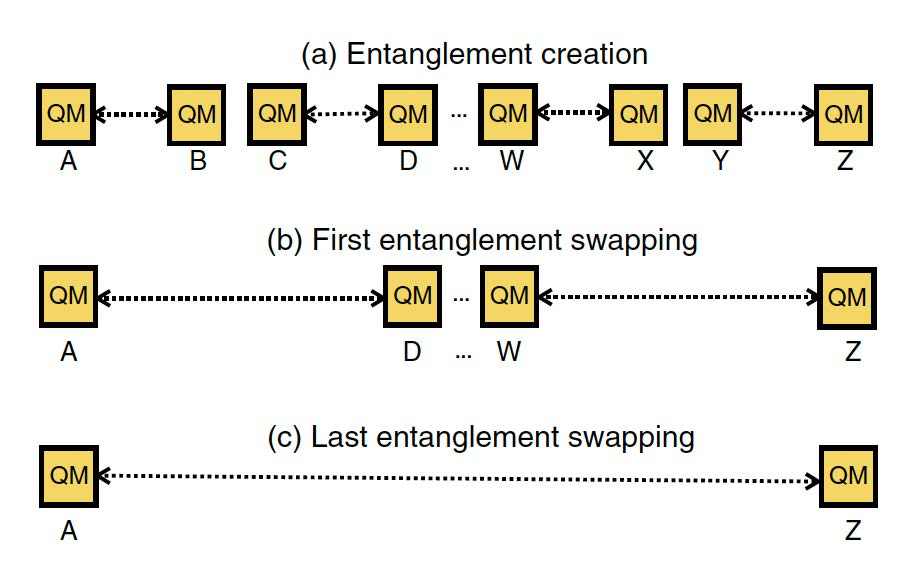 (a) Entanglement creation
QM QM QM QM ... QM QM QM QM
A B C D ... W X Y Z
(b) First entanglement swapping
QM QM ... QM QM
A D ... W Z
(c) Last entanglement swapping
QM QM
A Z